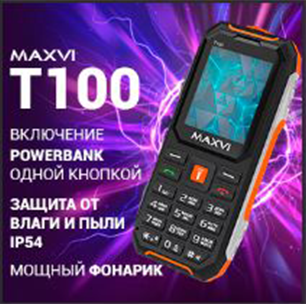 MAXVI
T100
ВКЛЮЧЕНИЕ
POWERBANK
ОДНОЙ КНОПКОЙ
ЗАЩИТА ОТ
ВЛАГИ И ПЫЛИ
IP54
МОЩНЫЙ ФОНАРИК
MAXVI